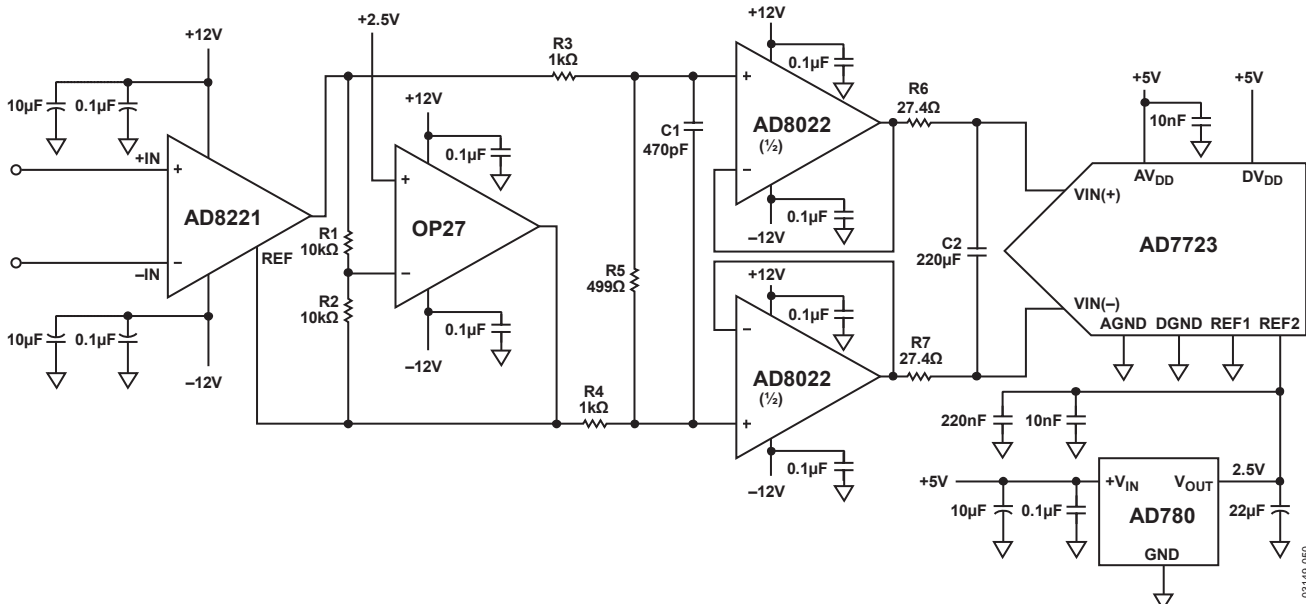 +12V
10µF
0.1µF
+IN
+
AD8221
–IN
–
REF
10µF
0.1µF
–12V
+2.5V
+12V
0.1µF
+
OP27
–
0.1µF
–12V
R1
10kΩ
R2
10kΩ
R3
1kΩ
R4
1kΩ
R5
499Ω
C1
470pF
+12V
0.1µF
+
AD8022
(½)
–
0.1µF
–12V
+12V
0.1µF
–
AD8022
(½)
+
0.1µF
–12V
R6
27.4Ω
R7
27.4Ω
C2
220µF
+5V
+5V
10nF
AVDD
DVDD
VIN(+)
AD7723
VIN(–)
AGND DGND REF1 REF2
220nF
10nF
+5V
+VIN
VOUT
2.5V
10µF
0.1µF
AD780
22µF
GND
03149-059